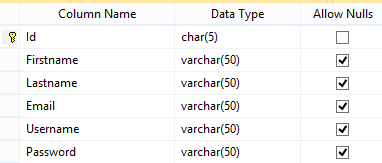 Column Name Data Type Allow Nulls
Id char(5)
Firstname varchar(50)
Lastname varchar(50)
Email varchar(50)
Username varchar(50)
Password varchar(50)